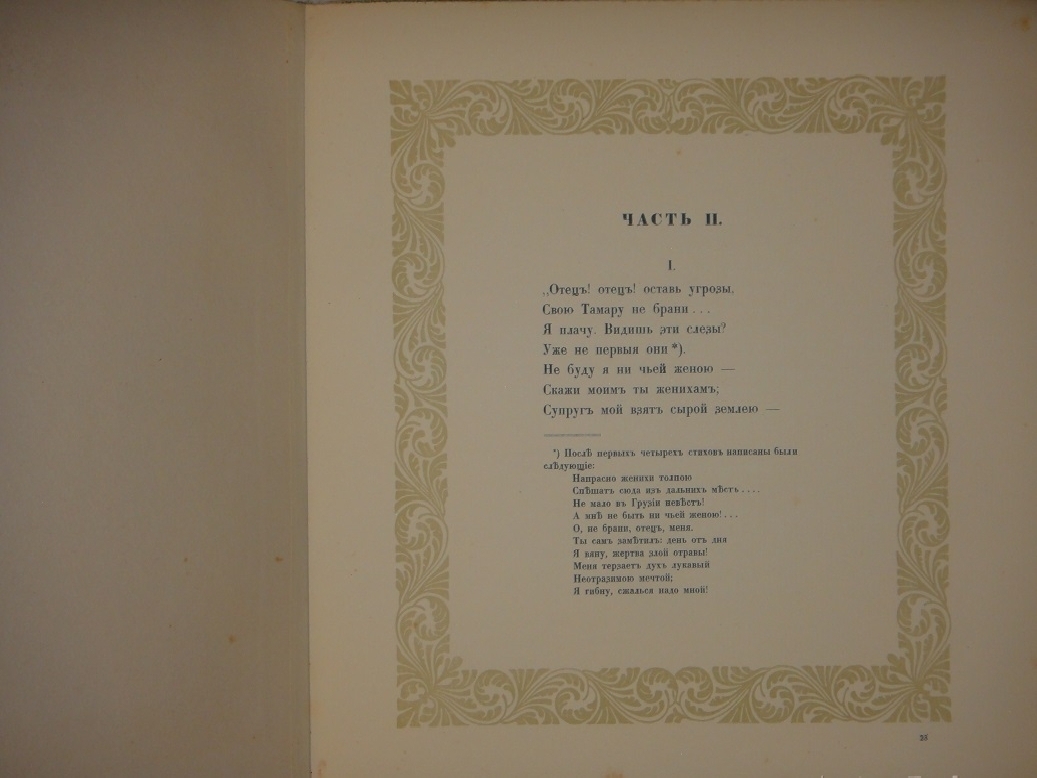 ЧАСТЬ II.
I.
„Отецъ! отецъ! оставь угрозы.
Свою Тамару не брани...
Я плачу. Видишь эти слезы?
Уже не первыя они*).
Не буду я ни чьей женою —
Скажи моимъ ты женихамъ;
Супругъ мой взятъ сырой землею —
*) Послѣ первыхъ четырехъ стиховъ написаны были
слѣдующіе:
Напрасно женихи толпою
Спѣшатъ сюда изъ дальнихъ мѣстъ....
Не мало въ Грузіи невѣстъ!
А мнѣ не быть ни чьей женою!...
О, не брани, отецъ, меня.
Ты самъ замѣтилъ: день отъ дня
Я вяну, жертва злой отравы!
Меня терзаетъ духъ лукавый
Неотразимою мечтой;
Я гибну, сжалься надо мной!